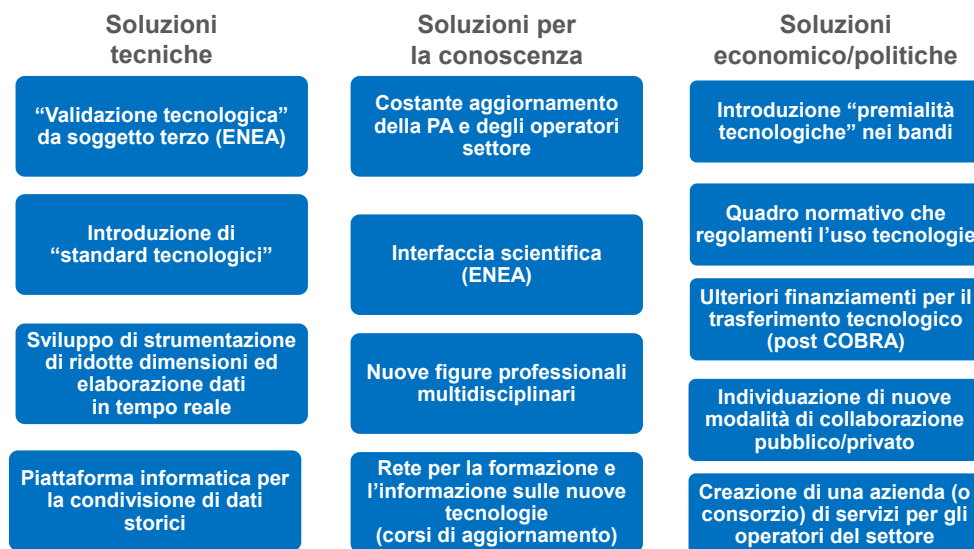 Soluzioni
tecniche
“Validazione tecnologica”
da soggetto terzo (ENEA)
Introduzione di
“standard tecnologici”
Sviluppo di strumentazione
di ridotte dimensioni ed
elaborazione dati
in tempo reale
Piattaforma informatica per
la condivisione di dati
storici
Soluzioni per
la conoscenza
Costante aggiornamento
della PA e degli operatori
settore
Interfaccia scientifica
(ENEA)
Nuove figure professionali
multidisciplinari
Rete per la formazione e
l’informazione sulle nuove
tecnologie
(corsi di aggiornamento)
Soluzioni
economico/politiche
Introduzione “premialità
tecnologiche” nei bandi
Quadro normativo che
regolamenti l’uso tecnologie
Ulteriori finanziamenti per il
trasferimento tecnologico
(post COBRA)
Individuazione di nuove
modalità di collaborazione
pubblico/privato
Creazione di una azienda (o
consorzio) di servizi per gli
operatori del settore